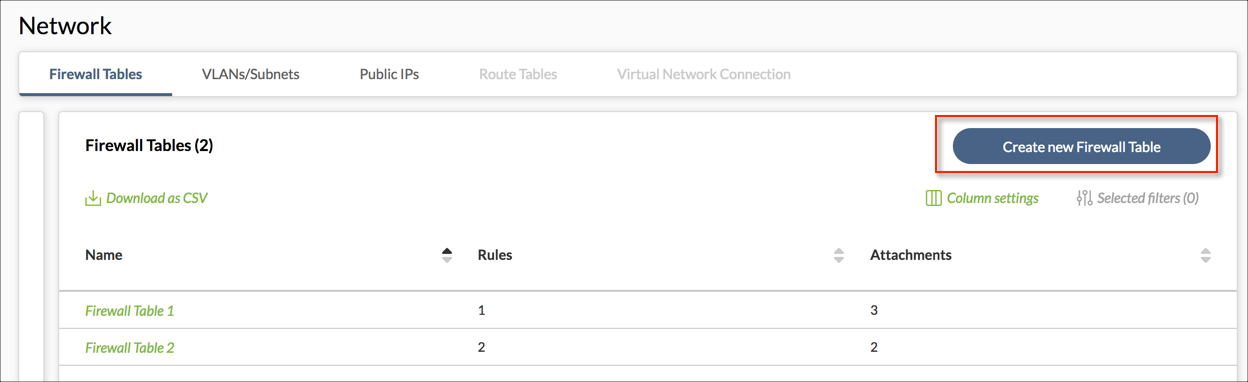 Network
Firewall Tables VLANs/Subnets Public IPs Route Tables Virtual Network Connection
Firewall Tables (2) Create new Firewall Table
Download as CSV Column settings Selected filters (0)
Name Rules Attachments
Firewall Table 1 1 3
Firewall Table 2 2 2